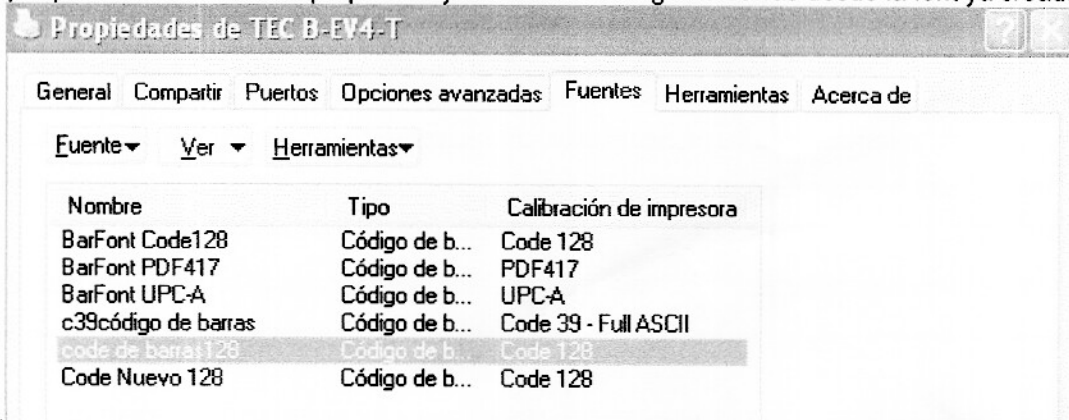 Propiedades de TEC B-EV4-T
General Compartir Puertos Opciones avanzadas Fuentes Herramientas Acerca de
Fuente Ver Herramientas
Nombre Tipo Calibración de impresora
BarFont Code128 Código de b... Code 128
BarFont PDF417 Código de b... PDF417
BarFont UPC-A Código de b... UPC-A
c39código de barras Código de b... Code 39 - Full ASCII
code de barras128 Código de b... Code 128
Code Nuevo 128 Código de b... Code 128